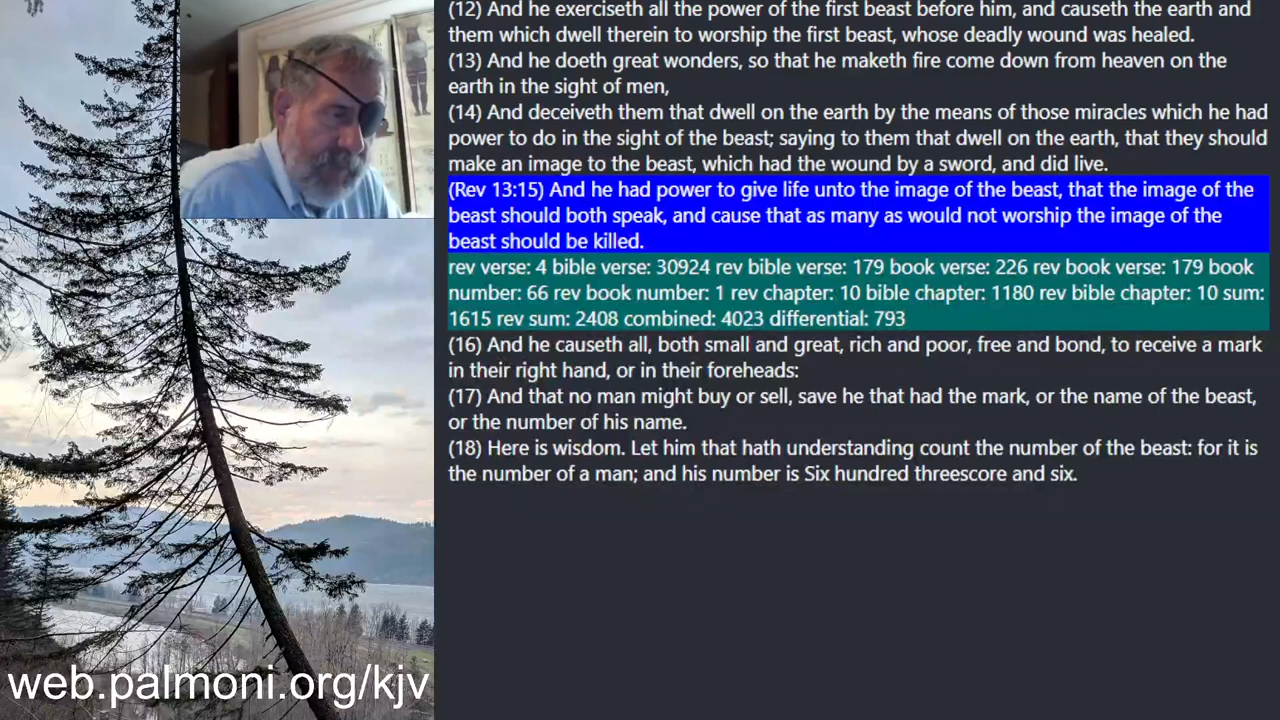 (12) And he exerciseth all the power of the first beast before him, and causeth the earth and
them which dwell therein to worship the first beast, whose deadly wound was healed.
(13) And he doeth great wonders, so that he maketh fire come down from heaven on the
earth in the sight of men,
(14) And deceiveth them that dwell on the earth by the means of those miracles which he had
power to do in the sight of the beast; saying to them that dwell on the earth, that they should
make an image to the beast, which had the wound by a sword, and did live.
(Rev 13:15) And he had power to give life unto the image of the beast, that the image of the
beast should both speak, and cause that as many as would not worship the image of the
beast should be killed.
rev verse: 4 bible verse: 30924 rev bible verse: 179 book verse: 226 rev book verse: 179 book
number: 66 rev book number: 1 rev chapter: 10 bible chapter: 1180 rev bible chapter: 10 sum:
1615 rev sum: 2408 combined: 4023 differential: 793
(16) And he causeth all, both small and great, rich and poor, free and bond, to receive a mark
in their right hand, or in their foreheads:
(17) And that no man might buy or sell, save he that had the mark, or the name of the beast,
or the number of his name.
(18) Here is wisdom. Let him that hath understanding count the number of the beast: for it is
the number of a man; and his number is Six hundred threescore and six.
web.palmoni.org/kjv